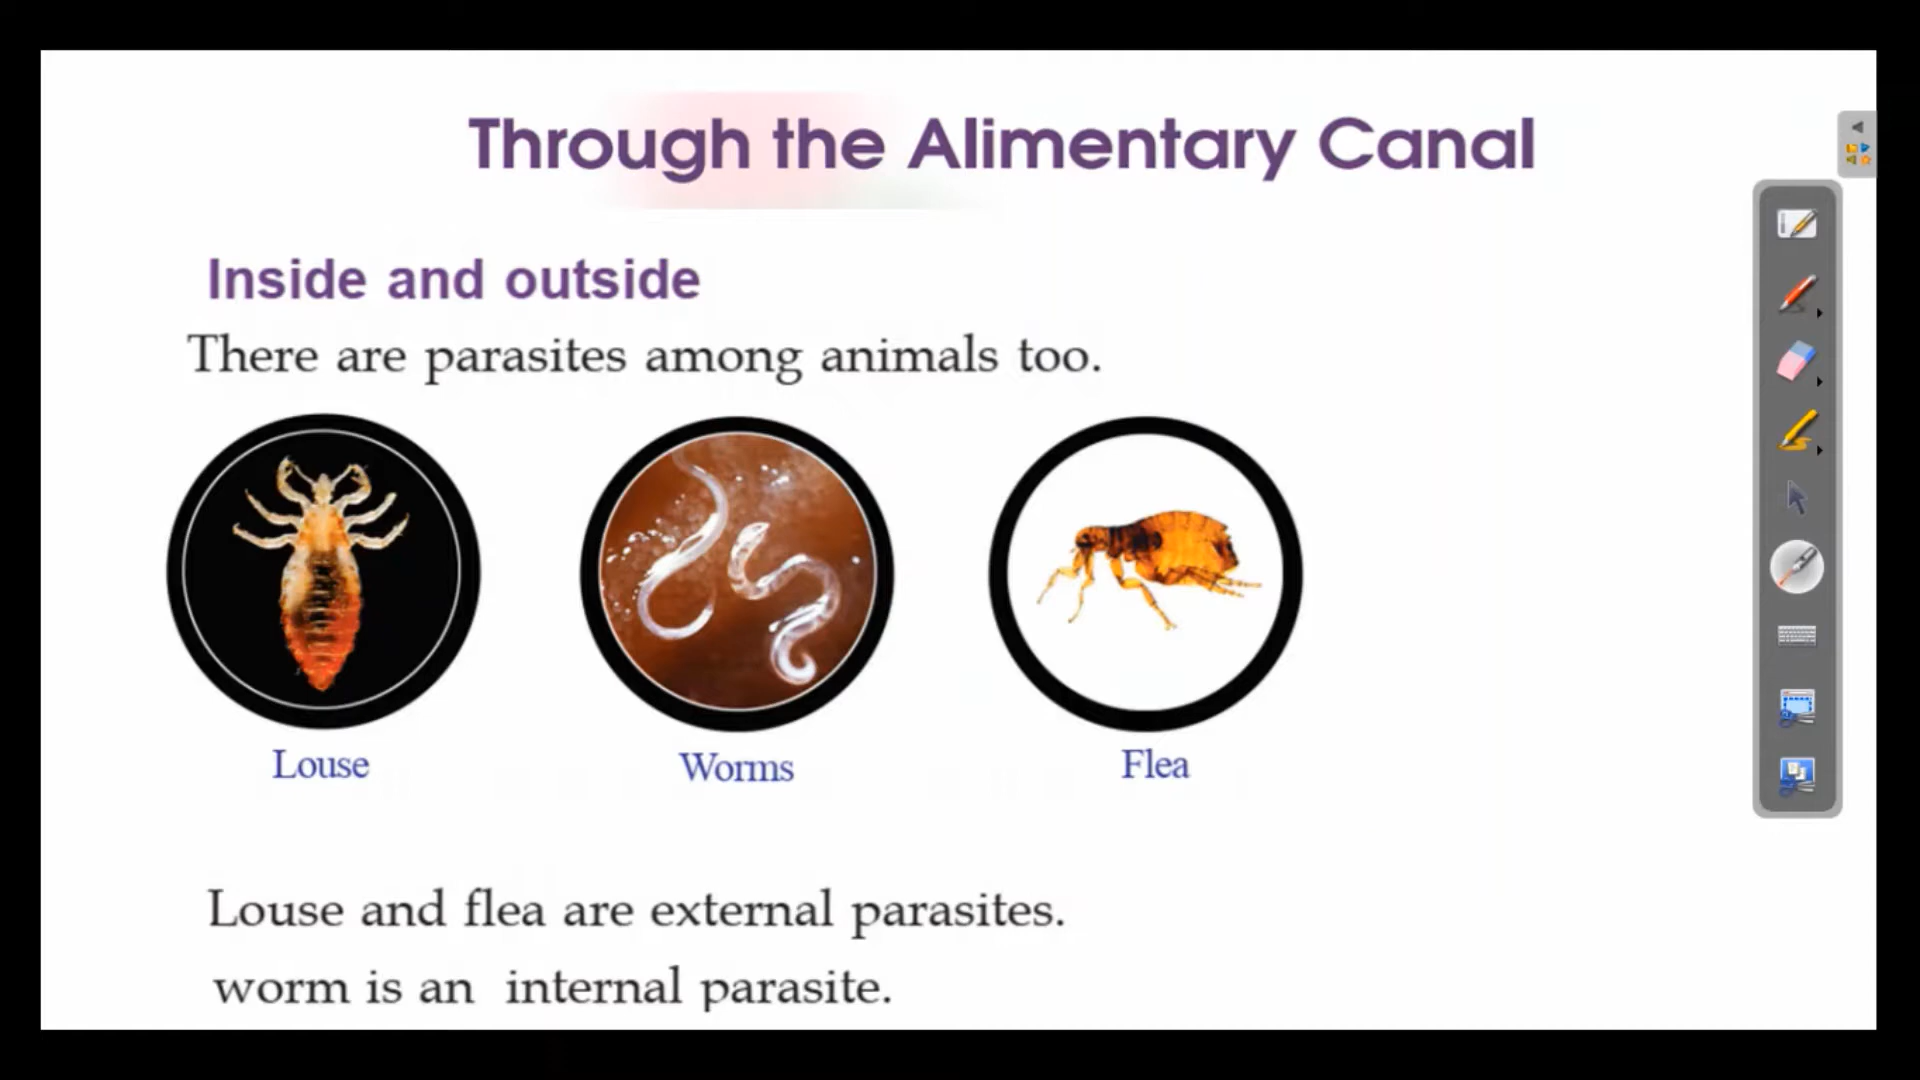 Through the Alimentary Canal
Inside and outside
There are parasites among animals too.
Louse
Worms
Flea
Louse and flea are external parasites.
worm is an internal parasite.